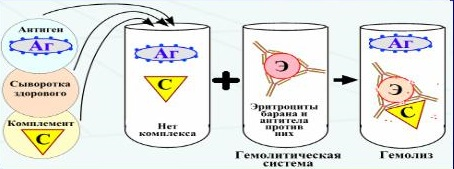 Антиген
Аг
Сыворотка
здорового
Комплемент
С
Аг
С
Нет
комплекса
Э
Эритроциты
барана и
антитела
против
них
Гемолитическая
система
Аг
Э
С
Гемолиз